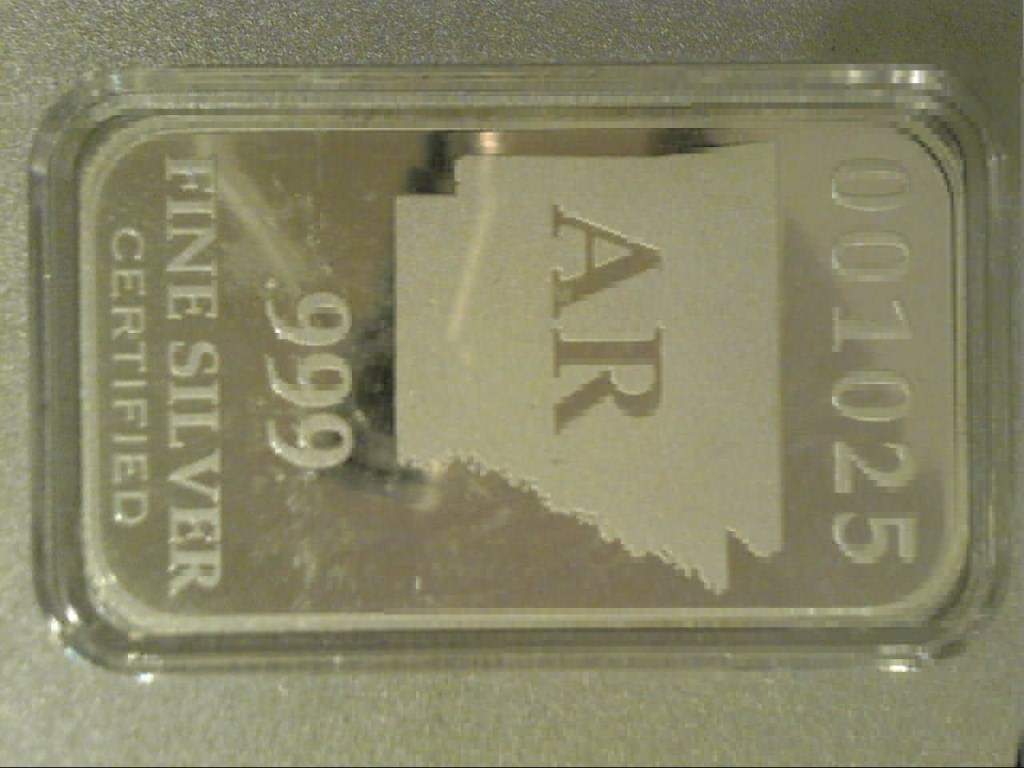 001025
AR
.999
FINE SILVER
CERTIFIED